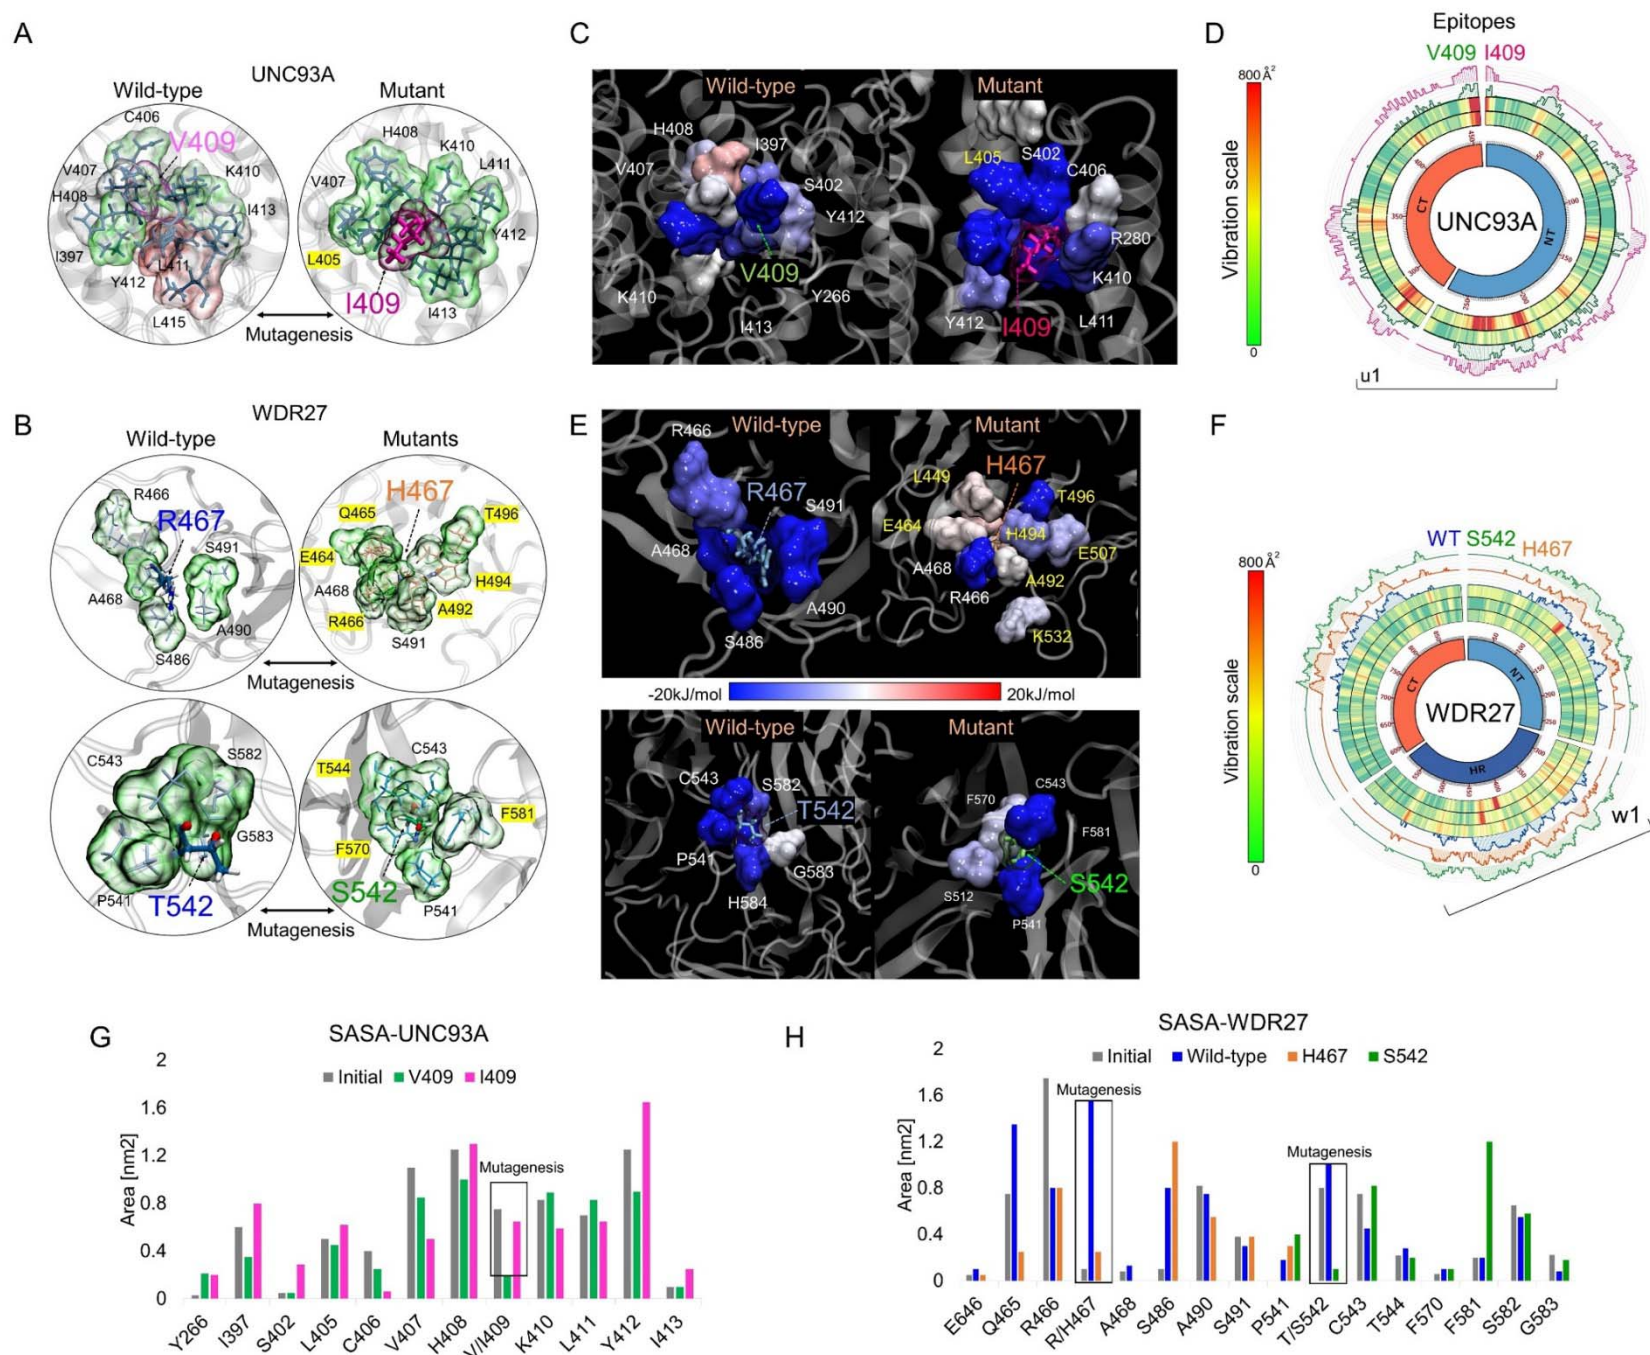 A
UNC93A
Wild-type
Mutant
C406
V409
V407
H408
K410
I413
I397
Y412
L411
L415
H408
K410
L411
V407
Y412
L405
I409
I413
Mutagenesis
B
WDR27
Wild-type
Mutants
R466
R467
S491
A468
A490
S486
H467
Q465
T496
E464
A468
H494
R466
A492
S491
Mutagenesis
C543
S582
G583
P541
T542
C543
T544
F581
F570
S542
P541
Mutagenesis
C
Wild-type
Mutant
H408
I397
V407
S402
Y412
V409
K410
Y266
I413
L405
S402
C406
R280
K410
Y412
I409
L411
D
Epitopes
V409 I409
800 Å²
Vibration scale
0
UNC93A
CT
NT
50
100
150
200
250
300
350
400
450
u1
E
Wild-type
Mutant
R466
R467
S491
A468
A490
S486
H467
L449
T496
E464
H494
A468
E507
R466
A492
K532
-20kJ/mol
20kJ/mol
Wild-type
Mutant
C543
S582
T542
P541
G583
H584
F570
C543
F581
S542
S512
P541
F
WT S542
H467
800 Å²
Vibration scale
0
WDR27
CT
NT
HR
w1
G
SASA-UNC93A
Initial V409 I409
Area [nm2]
2
1.6
1.2
0.8
0.4
0
Mutagenesis
Y266 I397 S402 L405 C406 V407 H408 V/I409 K410 L411 Y412 I413
H
SASA-WDR27
Initial Wild-type H467 S542
Area [nm2]
2
1.6
1.2
0.8
0.4
0
Mutagenesis
Mutagenesis
E646 Q465 R466 R/H467 A468 S486 A490 S491 P541 T/S542 C543 T544 F570 F581 S582 G583